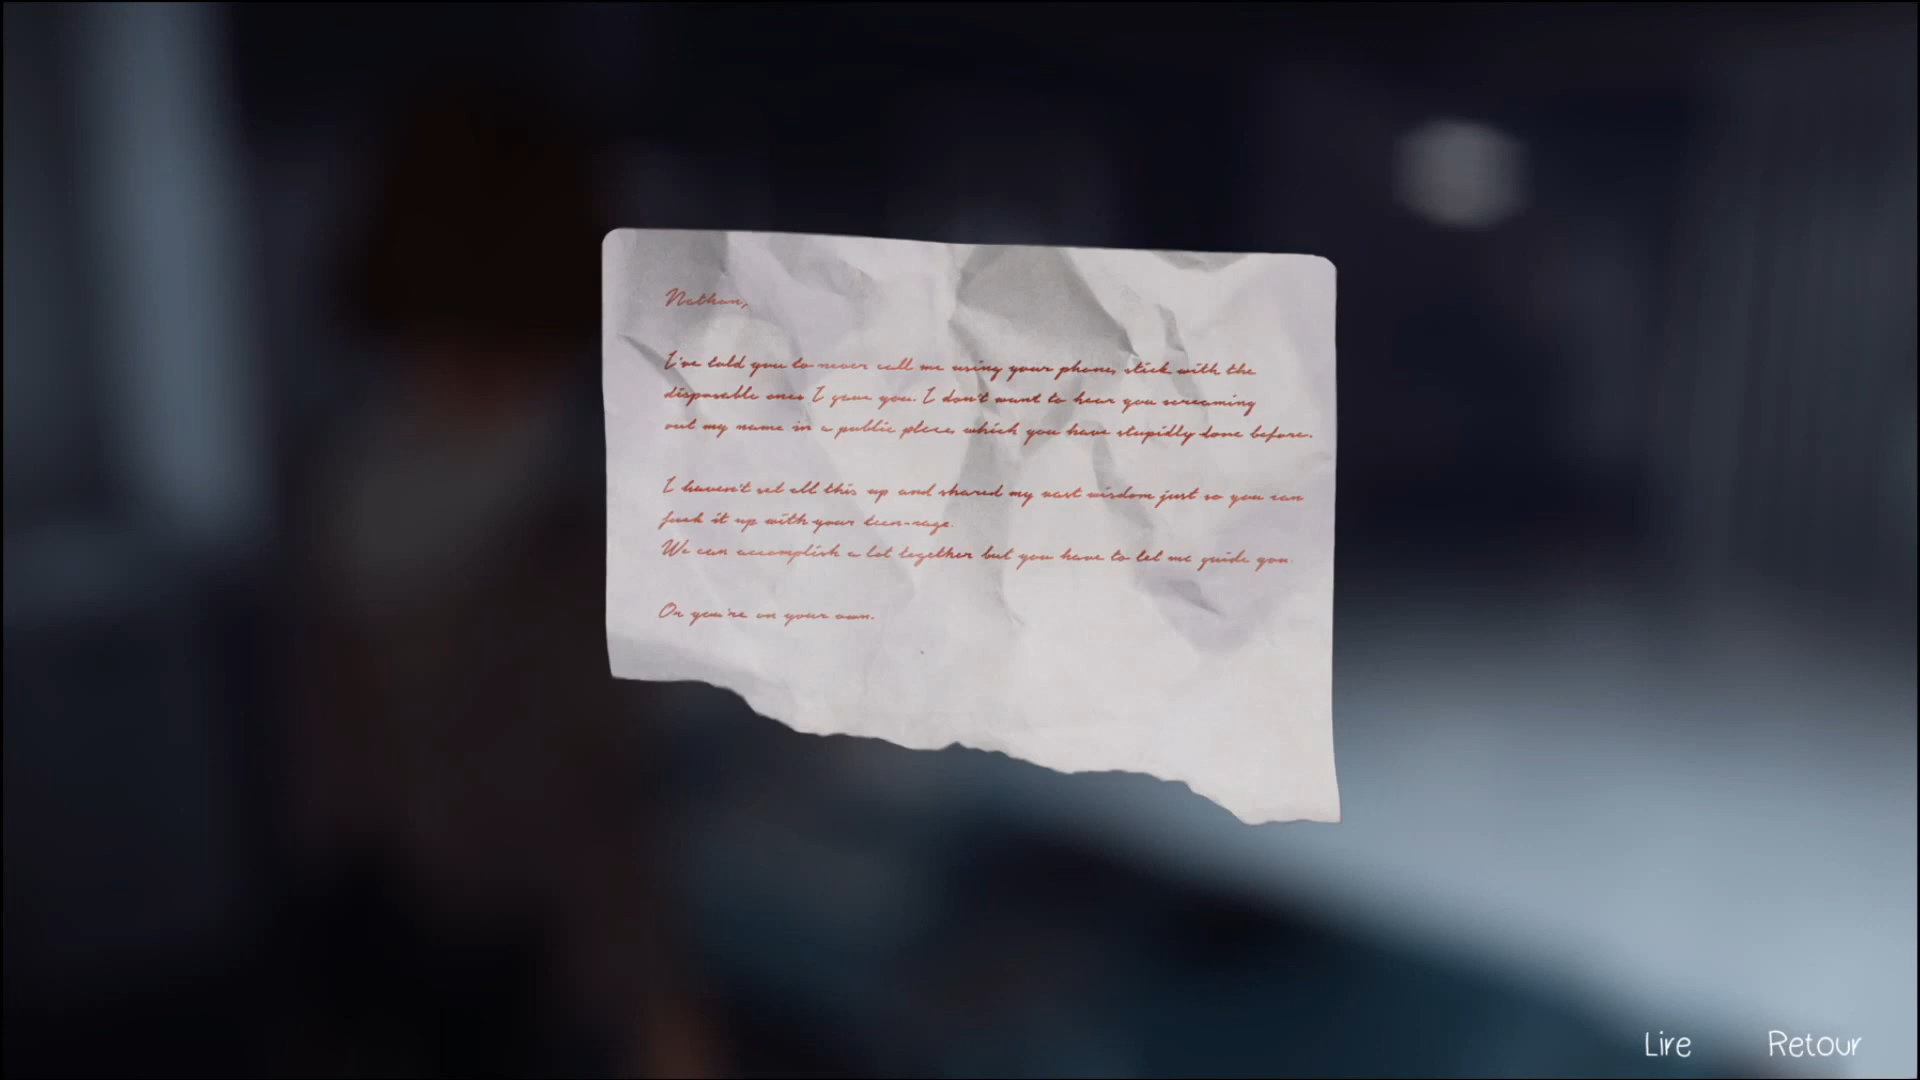 Nathan,
I've told you to never call me using your phone, stick with the
disposable ones I gave you. I don't want to hear you screaming
out my name in a public place, which you have stupidly done before.
I haven't set all this up and shared my vast wisdom just so you can
fuck it up with your teen-rage.
We can accomplish a lot together but you have to let me guide you.
Or you're on your own.
Lire
Retour